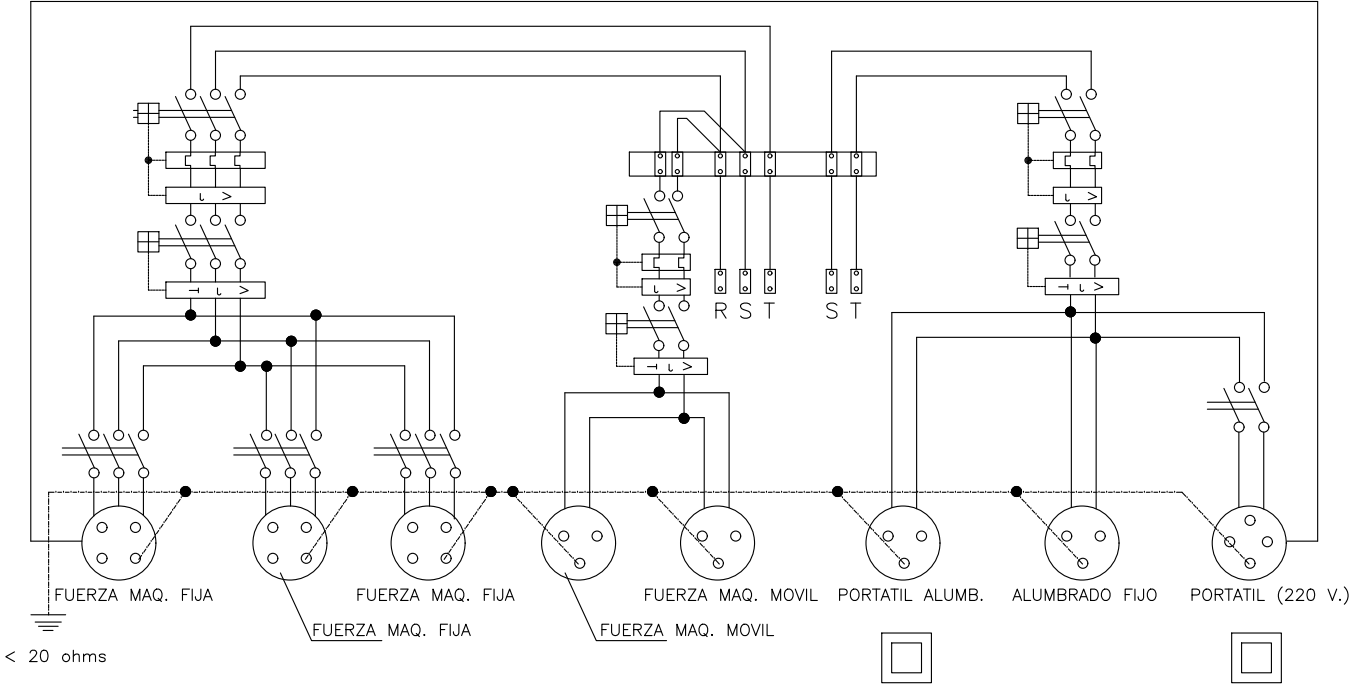 R S T S T
FUERZA MAQ. FIJA
FUERZA MAQ. FIJA
FUERZA MAQ. MOVIL
PORTATIL ALUMB.
ALUMBRADO FIJO
PORTATIL (220 V.)
FUERZA MAQ. FIJA
FUERZA MAQ. MOVIL
< 20 ohms